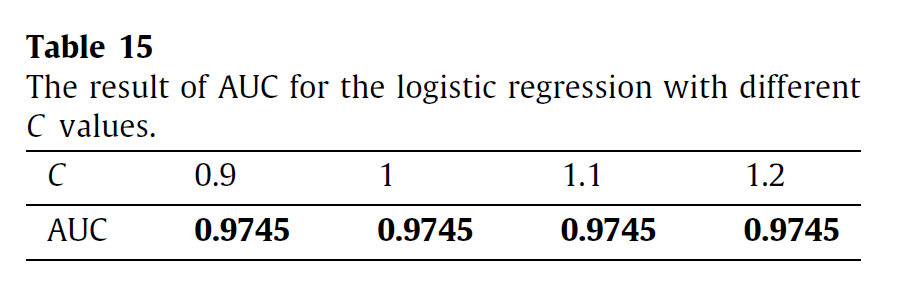 Table 15
The result of AUC for the logistic regression with different
C values.
C 0.9 1 1.1 1.2
AUC 0.9745 0.9745 0.9745 0.9745